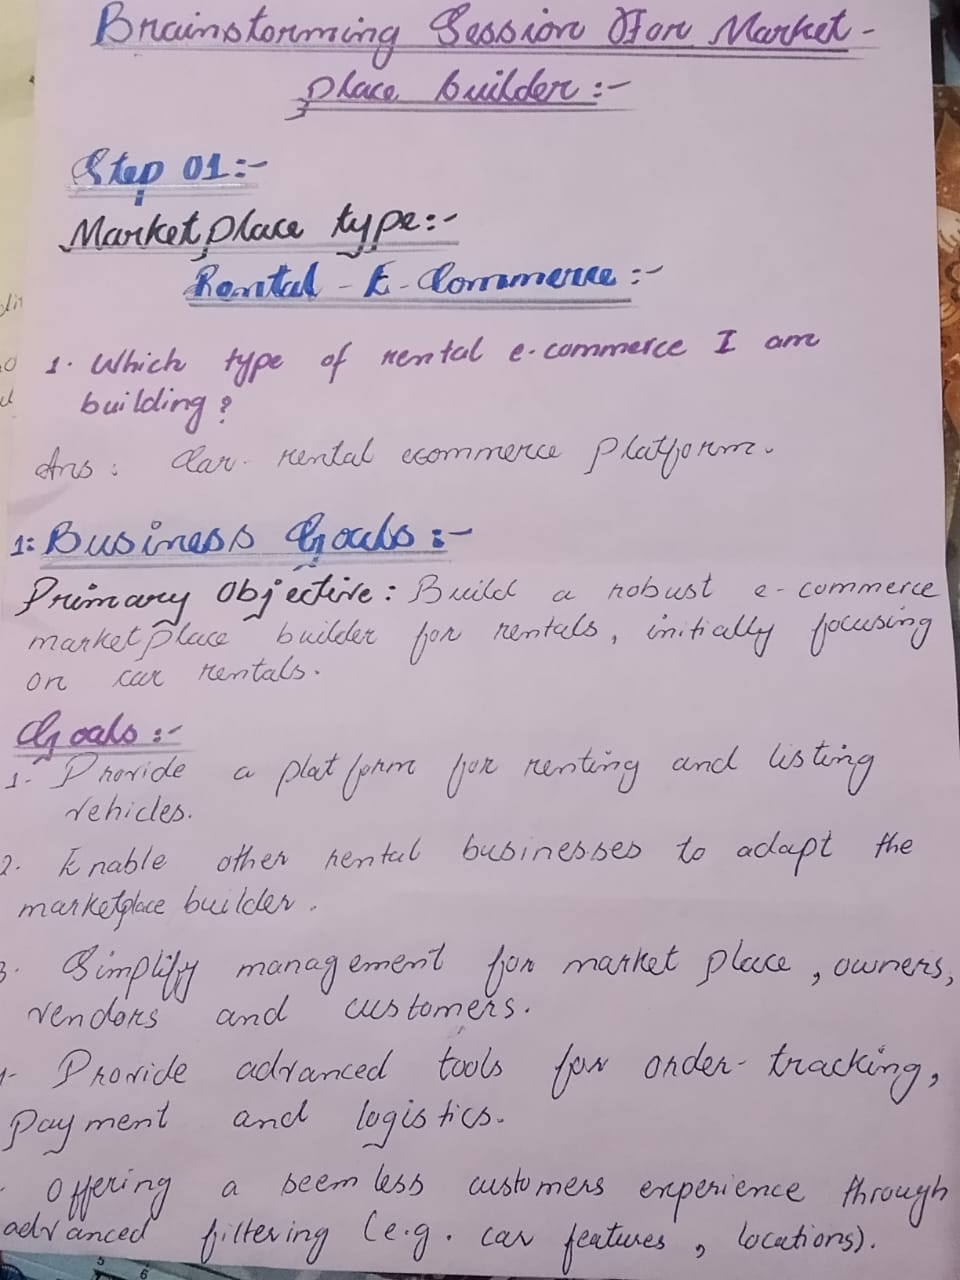 Brainstorming Session For Market-
place builder:-
Step 01:-
Marketplace type:-
Rental - E-Commerce:-
1. Which type of rental e-commerce I am
building?
Ans: Car rental ecommerce platform.
1: Business Goals:-
Primary Objective: Build a robust e-commerce
marketplace builder for rentals, initially focusing
on car rentals.
Goals:-
1- Provide a platform for renting and listing
vehicles.
2. Enable other rental businesses to adapt the
marketplace builder.
3. Simplify management for market place, owners,
vendors and customers.
Provide advanced tools for order-tracking,
payment and logistics.
Offering a seemless customers experience through
advanced filtering (e.g. car features, locations).
5
6